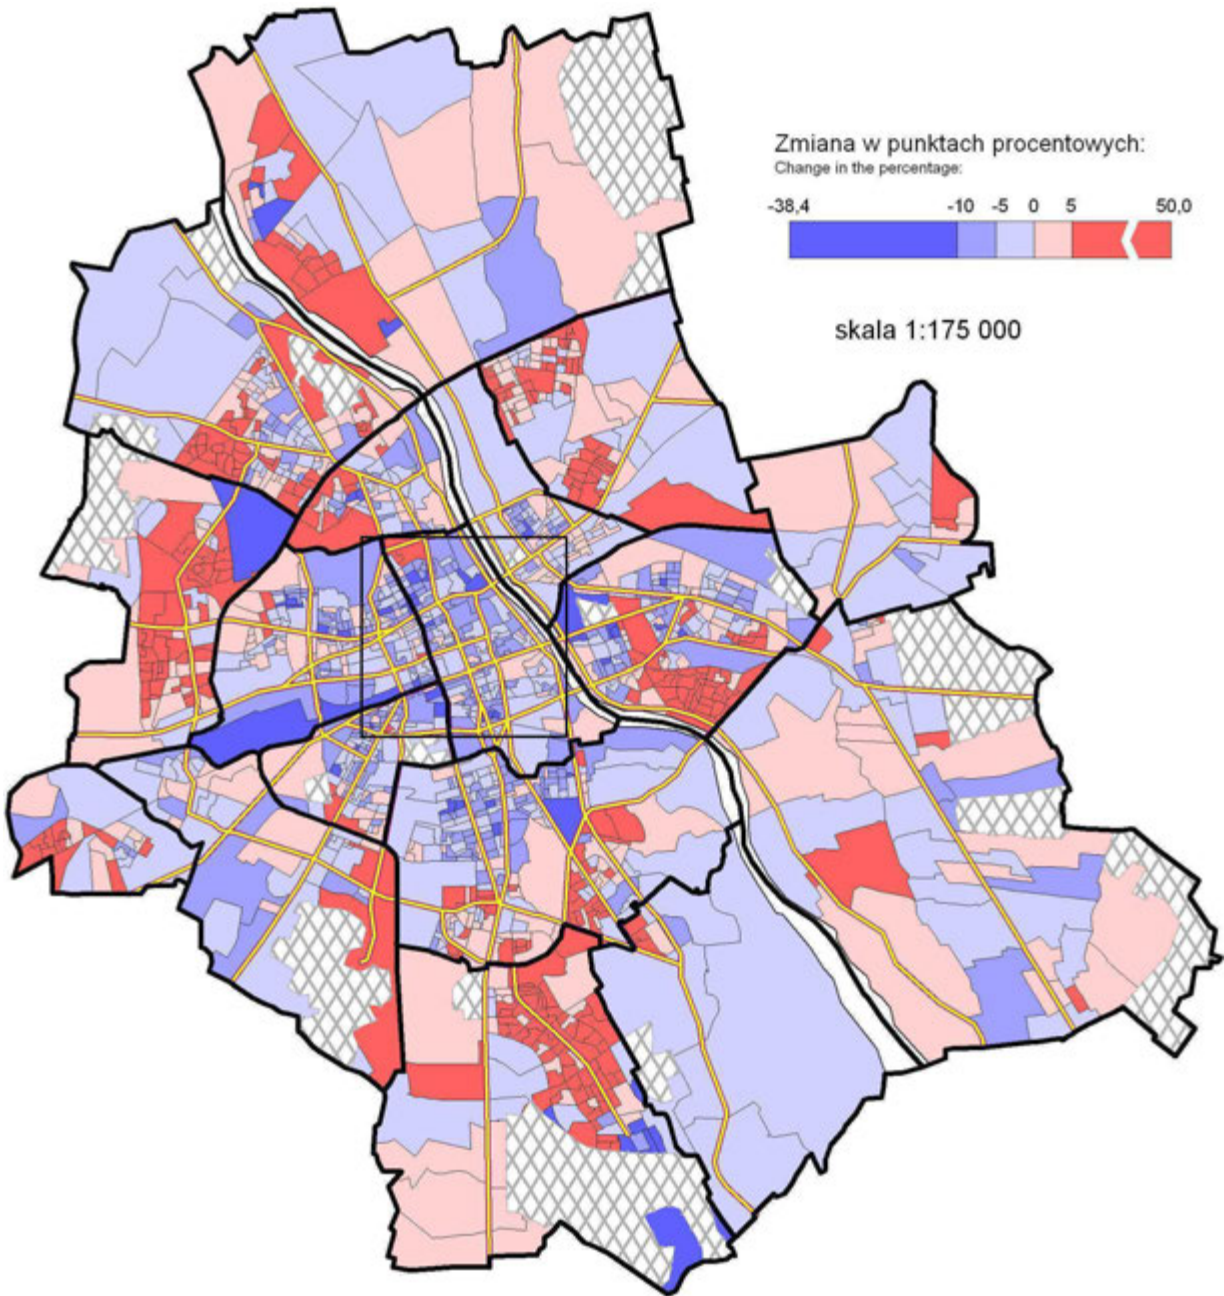 Zmiana w punktach procentowych:
Change in the percentage:
-38,4 -10 -5 0 5 50,0
skala 1:175 000